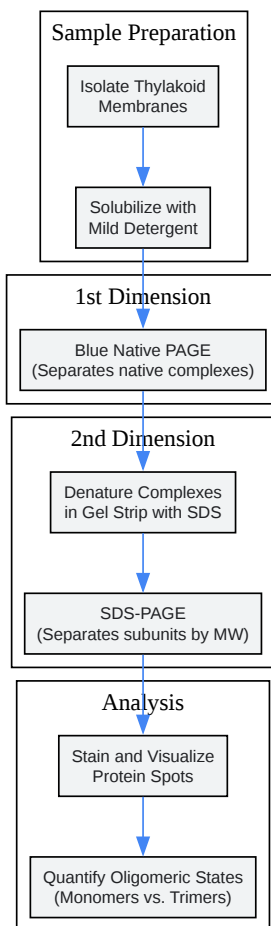 Sample Preparation
Isolate Thylakoid
Membranes
Solubilize with
Mild Detergent
1st Dimension
Blue Native PAGE
(Separates native complexes)
2nd Dimension
Denature Complexes
in Gel Strip with SDS
SDS-PAGE
(Separates subunits by MW)
Analysis
Stain and Visualize
Protein Spots
Quantify Oligomeric States
(Monomers vs. Trimers)